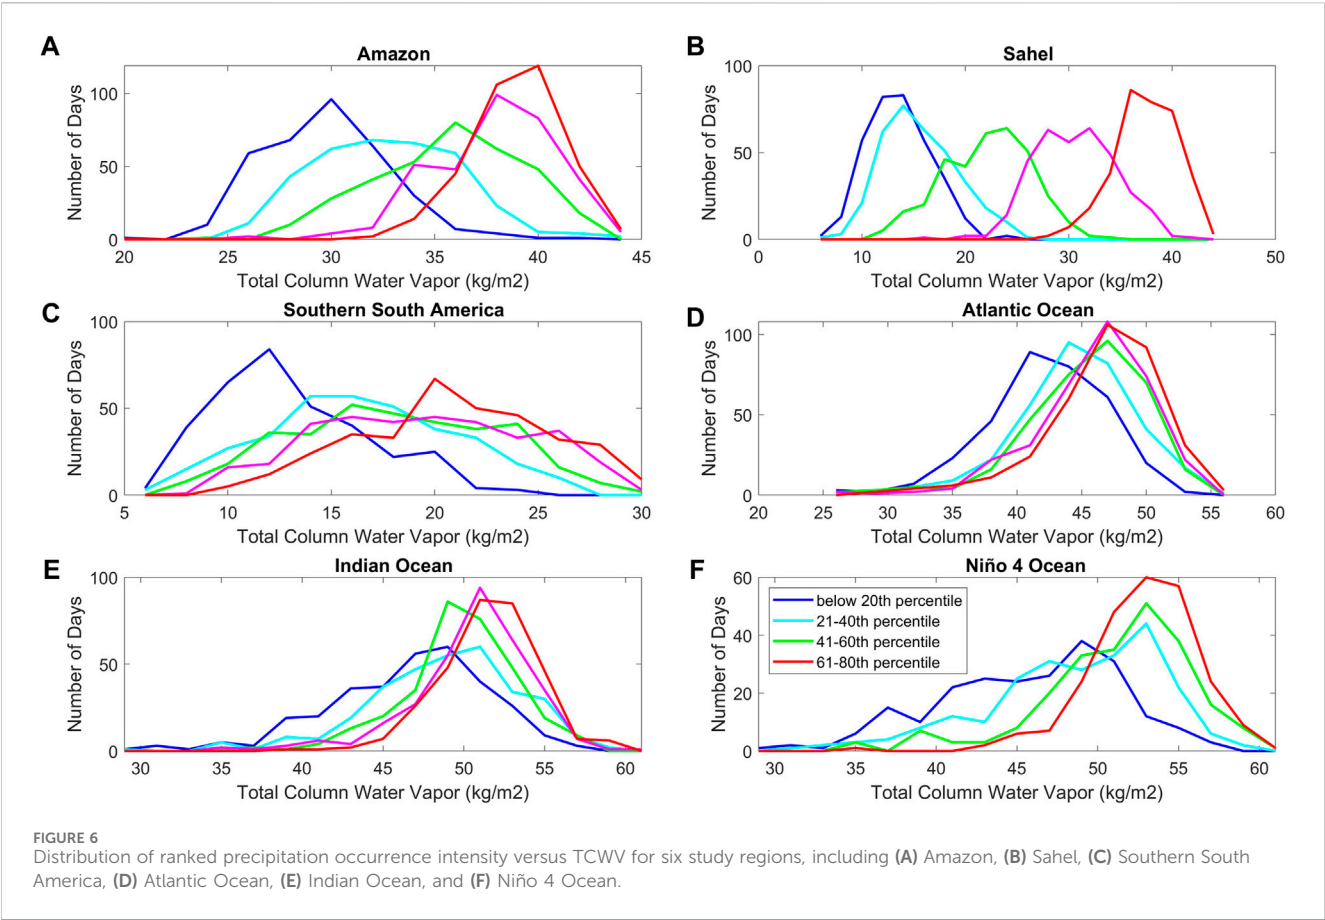 A
Amazon
Number of Days
100
50
0
20 25 30 35 40 45
Total Column Water Vapor (kg/m2)
B
Sahel
Number of Days
100
50
0
0 10 20 30 40 50
Total Column Water Vapor (kg/m2)
C
Southern South America
Number of Days
100
50
0
5 10 15 20 25 30
Total Column Water Vapor (kg/m2)
D
Atlantic Ocean
Number of Days
100
50
0
20 25 30 35 40 45 50 55 60
Total Column Water Vapor (kg/m2)
E
Indian Ocean
Number of Days
100
50
0
30 35 40 45 50 55 60
Total Column Water Vapor (kg/m2)
F
Niño 4 Ocean
Number of Days
60
40
20
0
30 35 40 45 50 55 60
Total Column Water Vapor (kg/m2)
below 20th percentile
21-40th percentile
41-60th percentile
61-80th percentile
FIGURE 6
Distribution of ranked precipitation occurrence intensity versus TCWV for six study regions, including (A) Amazon, (B) Sahel, (C) Southern South
America, (D) Atlantic Ocean, (E) Indian Ocean, and (F) Niño 4 Ocean.